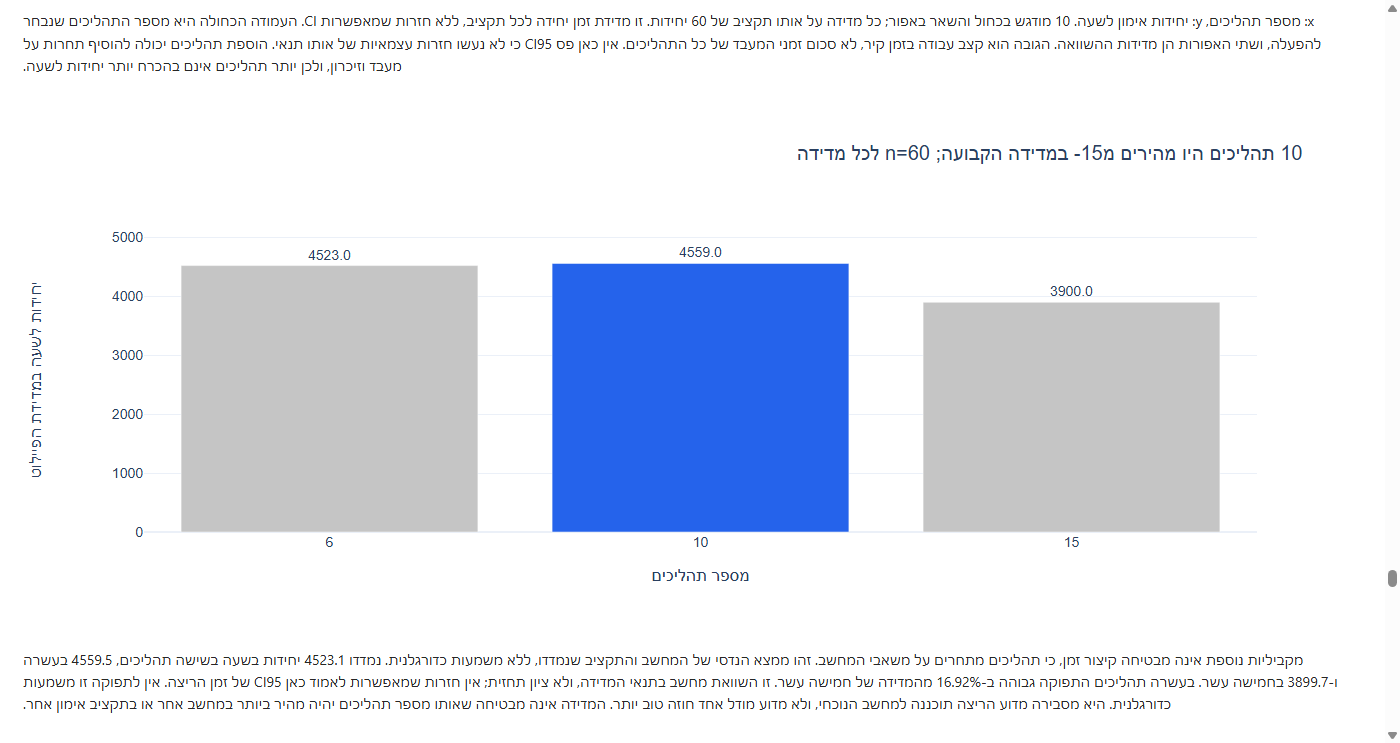 x: מספר תהליכים, y: יחידות אימון לשעה. 10 מודגש בכחול והשאר באפור; כל מדידה על אותו תקציב של 60 יחידות. זו מדידת זמן יחידה לכל תקציב, ללא חזרות שמאפשרות CI. העמודה הכחולה היא מספר התהליכים שנבחר
להפעלה, ושתי האפורות הן מדידות ההשוואה. הגובה הוא קצב עבודה בזמן קיר, לא סכום זמני המעבד של כל התהליכים. אין כאן פס CI95 כי לא נעשו חזרות עצמאיות של אותו תנאי. הוספת תהליכים יכולה להוסיף תחרות על
מעבד וזיכרון, ולכן יותר תהליכים אינם בהכרח יותר יחידות לשעה.
10 תהליכים היו מהירים מ15- במדידה הקבועה; n=60 לכל מדידה
יחידות לשעה במדידת הפיילוט
5000
4000
3000
2000
1000
0
4523.0
4559.0
3900.0
6
10
15
מספר תהליכים
מקביליות נוספת אינה מבטיחה קיצור זמן, כי תהליכים מתחרים על משאבי המחשב. זהו ממצא הנדסי של המחשב והתקציב שנמדדו, ללא משמעות כדורגלנית. נמדדו 4523.1 יחידות בשעה בשישה תהליכים, 4559.5 בעשרה
ו-3899.7 בחמישה עשר. בעשרה תהליכים התפוקה גבוהה ב-16.92% מהמדידה של חמישה עשר. זו השוואת מחשב בתנאי המדידה, ולא ציון תחזית; אין חזרות שמאפשרות לאמוד כאן CI95 של זמן הריצה. אין לתפוקה זו משמעות
כדורגלנית. היא מסבירה מדוע הריצה תוכננה למחשב הנוכחי, ולא מדוע מודל אחד חוזה טוב יותר. המדידה אינה מבטיחה שאותו מספר תהליכים יהיה מהיר ביותר במחשב אחר או בתקציב אימון אחר.